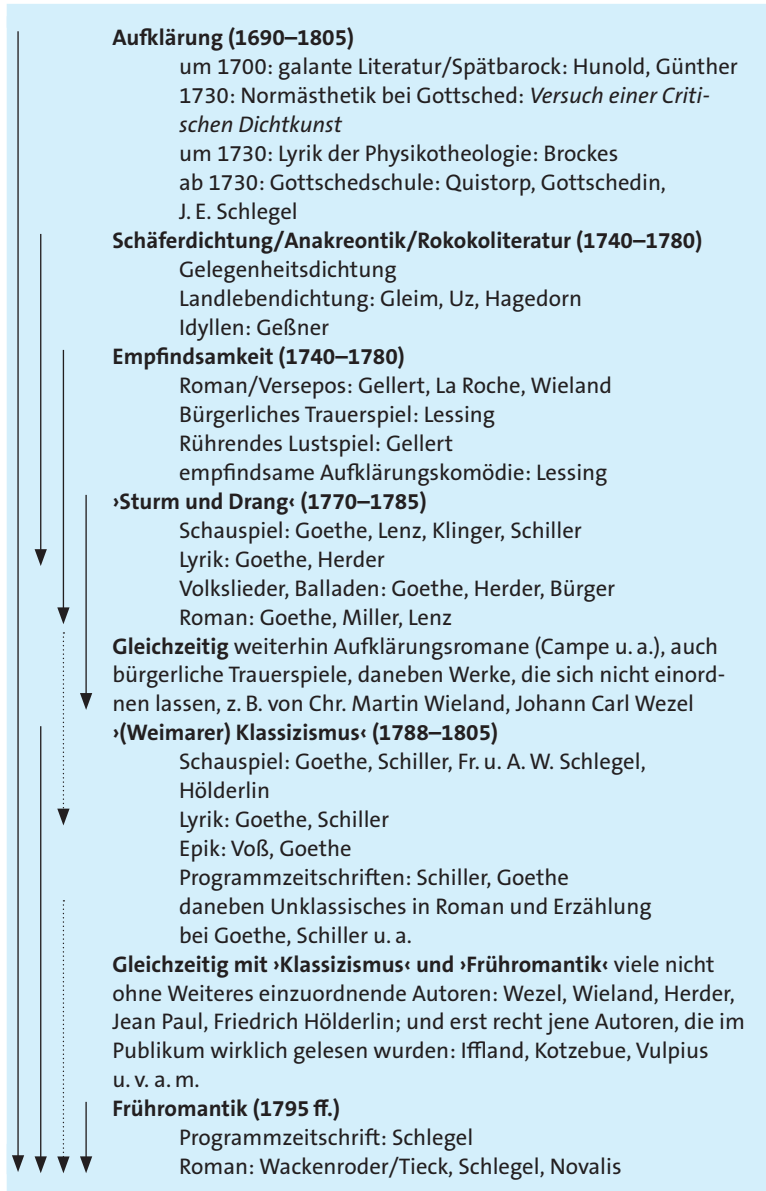 Aufklärung (1690–1805)
um 1700: galante Literatur/Spätbarock: Hunold, Günther
1730: Normästhetik bei Gottsched: Versuch einer Criti-
schen Dichtkunst
um 1730: Lyrik der Physikotheologie: Brockes
ab 1730: Gottschedschule: Quistorp, Gottschedin,
J. E. Schlegel
Schäferdichtung/Anakreontik/Rokokoliteratur (1740–1780)
Gelegenheitsdichtung
Landlebendichtung: Gleim, Uz, Hagedorn
Idyllen: Geßner
Empfindsamkeit (1740–1780)
Roman/Versepos: Gellert, La Roche, Wieland
Bürgerliches Trauerspiel: Lessing
Rührendes Lustspiel: Gellert
empfindsame Aufklärungskomödie: Lessing
›Sturm und Drang‹ (1770–1785)
Schauspiel: Goethe, Lenz, Klinger, Schiller
Lyrik: Goethe, Herder
Volkslieder, Balladen: Goethe, Herder, Bürger
Roman: Goethe, Miller, Lenz
Gleichzeitig weiterhin Aufklärungsromane (Campe u. a.), auch
bürgerliche Trauerspiele, daneben Werke, die sich nicht einord-
nen lassen, z. B. von Chr. Martin Wieland, Johann Carl Wezel
›(Weimarer) Klassizismus‹ (1788–1805)
Schauspiel: Goethe, Schiller, Fr. u. A. W. Schlegel,
Hölderlin
Lyrik: Goethe, Schiller
Epik: Voß, Goethe
Programmzeitschriften: Schiller, Goethe
daneben Unklassisches in Roman und Erzählung
bei Goethe, Schiller u. a.
Gleichzeitig mit ›Klassizismus‹ und ›Frühromantik‹ viele nicht
ohne Weiteres einzuordnende Autoren: Wezel, Wieland, Herder,
Jean Paul, Friedrich Hölderlin; und erst recht jene Autoren, die im
Publikum wirklich gelesen wurden: Iffland, Kotzebue, Vulpius
u. v. a. m.
Frühromantik (1795 ff.)
Programmzeitschrift: Schlegel
Roman: Wackenroder/Tieck, Schlegel, Novalis